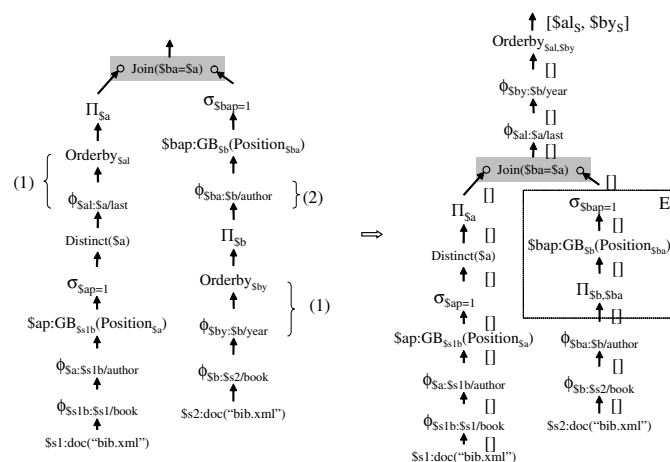 Join($ba=$a)
Π$a
Orderby$al
(1)
ϕ$al:$a/last
Distinct($a)
σ$ap=1
$ap:GB$s1b(Position$a)
ϕ$a:$s1b/author
ϕ$s1b:$s1/book
$s1:doc(“bib.xml”)
σ$bap=1
$bap:GB$b(Position$ba)
ϕ$ba:$b/author
(2)
Π$b
Orderby$by
(1)
ϕ$by:$b/year
ϕ$b:$s2/book
$s2:doc(“bib.xml”)
⇨
[$alS, $byS]
Orderby$al,$by
[]
ϕ$by:$b/year
[]
ϕ$al:$a/last
[]
Join($ba=$a)
[]
Π$a
[]
Distinct($a)
[]
σ$ap=1
[]
$ap:GB$s1b(Position$a)
[]
ϕ$a:$s1b/author
[]
ϕ$s1b:$s1/book
[]
$s1:doc(“bib.xml”)
[]
E
σ$bap=1
[]
$bap:GB$b(Position$ba)
[]
Π$b,$ba
[]
ϕ$ba:$b/author
[]
ϕ$b:$s2/book
[]
$s2:doc(“bib.xml”)